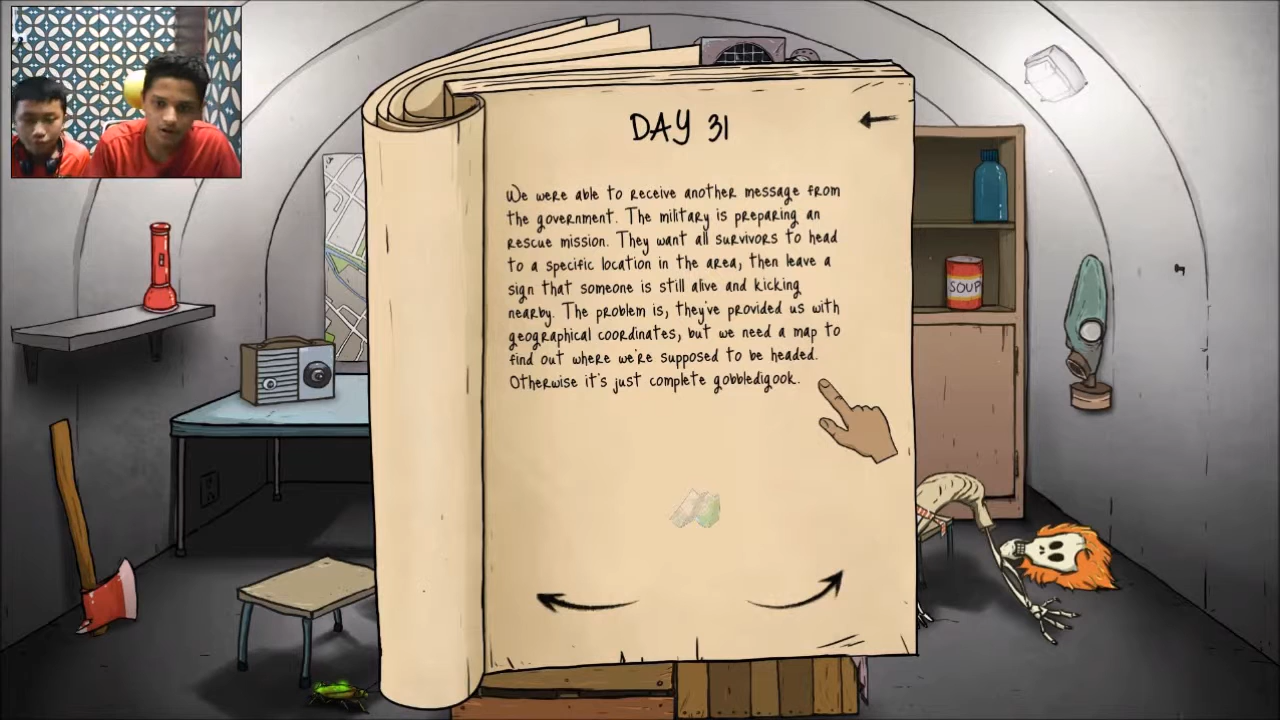 DAY 31
We were able to receive another message from
the government. The military is preparing an
rescue mission. They want all survivors to head
to a specific location in the area, then leave a
sign that someone is still alive and kicking
nearby. The problem is, they've provided us with
geographical coordinates, but we need a map to
find out where we're supposed to be headed.
Otherwise it's just complete gobbledigook.
SOUP